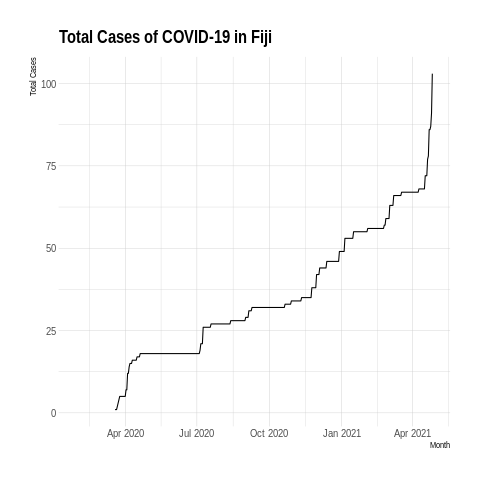 Total Cases of COVID-19 in Fiji
Total Cases
100
75
50
25
0
Apr 2020 Jul 2020 Oct 2020 Jan 2021 Apr 2021
Month